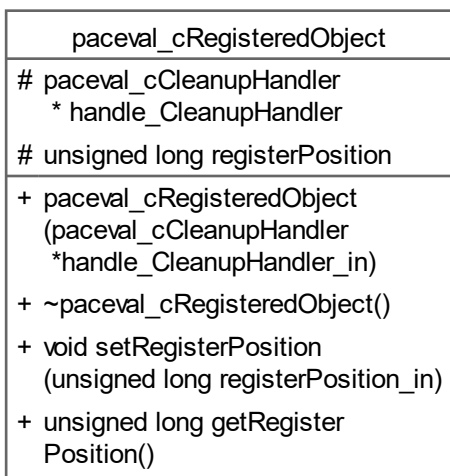 paceval_cRegisteredObject
# paceval_cCleanupHandler
* handle_CleanupHandler
# unsigned long registerPosition
+ paceval_cRegisteredObject
(paceval_cCleanupHandler
*handle_CleanupHandler_in)
+ ~paceval_cRegisteredObject()
+ void setRegisterPosition
(unsigned long registerPosition_in)
+ unsigned long getRegister
Position()